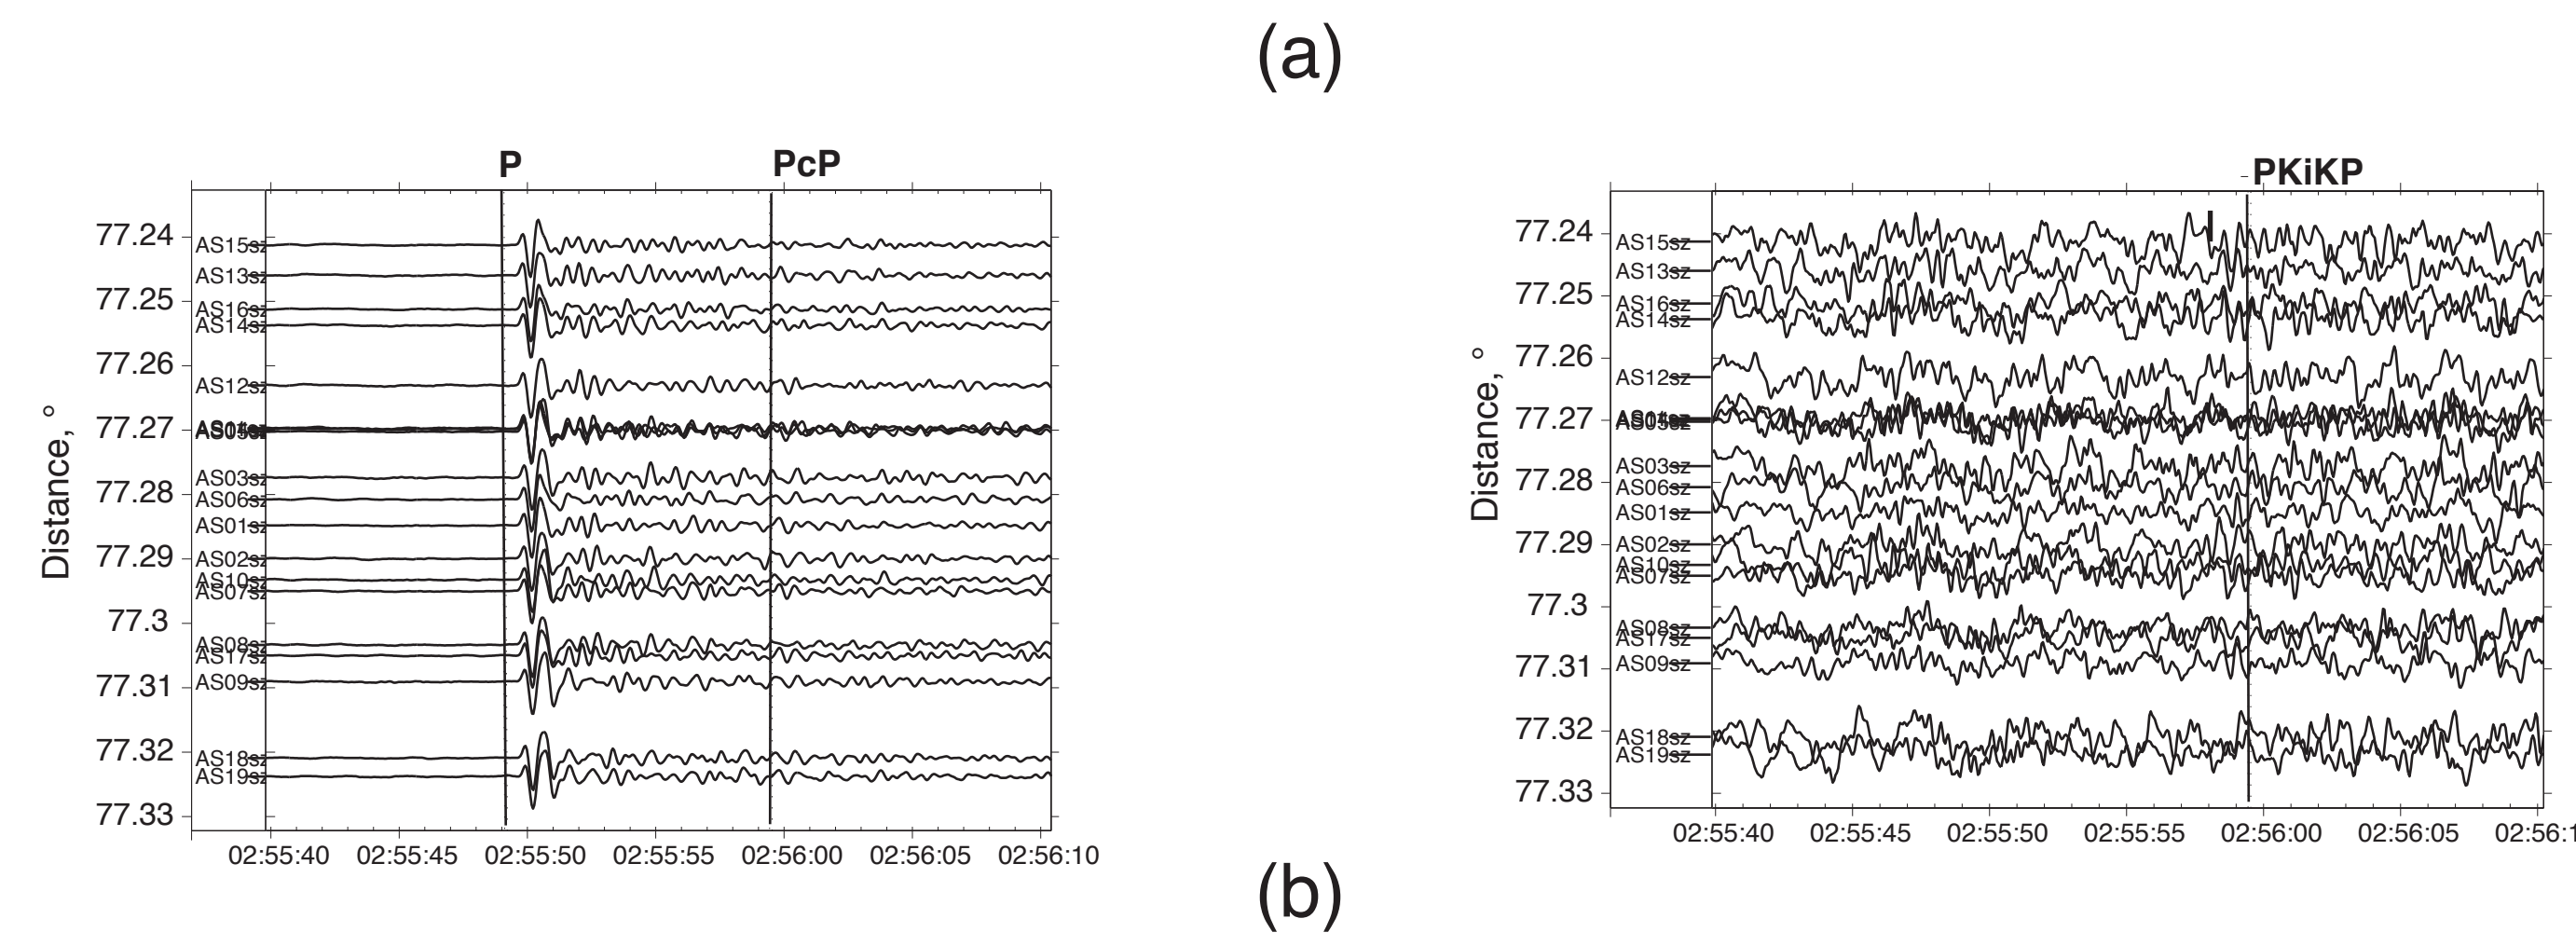 (a)
P PcP
Distance, °
77.24
77.25
77.26
77.27
77.28
77.29
77.3
77.31
77.32
77.33
AS15sz
AS13sz
AS16sz
AS14sz
AS12sz
AS03sz
AS06sz
AS01sz
AS02sz
AS10sz
AS07sz
AS08sz
AS17sz
AS09sz
AS18sz
AS19sz
02:55:40 02:55:45 02:55:50 02:55:55 02:56:00 02:56:05 02:56:10
PKiKP
Distance, °
77.24
77.25
77.26
77.27
77.28
77.29
77.3
77.31
77.32
77.33
AS15sz
AS13sz
AS16sz
AS14sz
AS12sz
AS03sz
AS06sz
AS01sz
AS02sz
AS10sz
AS07sz
AS08sz
AS17sz
AS09sz
AS18sz
AS19sz
02:55:40 02:55:45 02:55:50 02:55:55 02:56:00 02:56:05 02:56:1
(b)